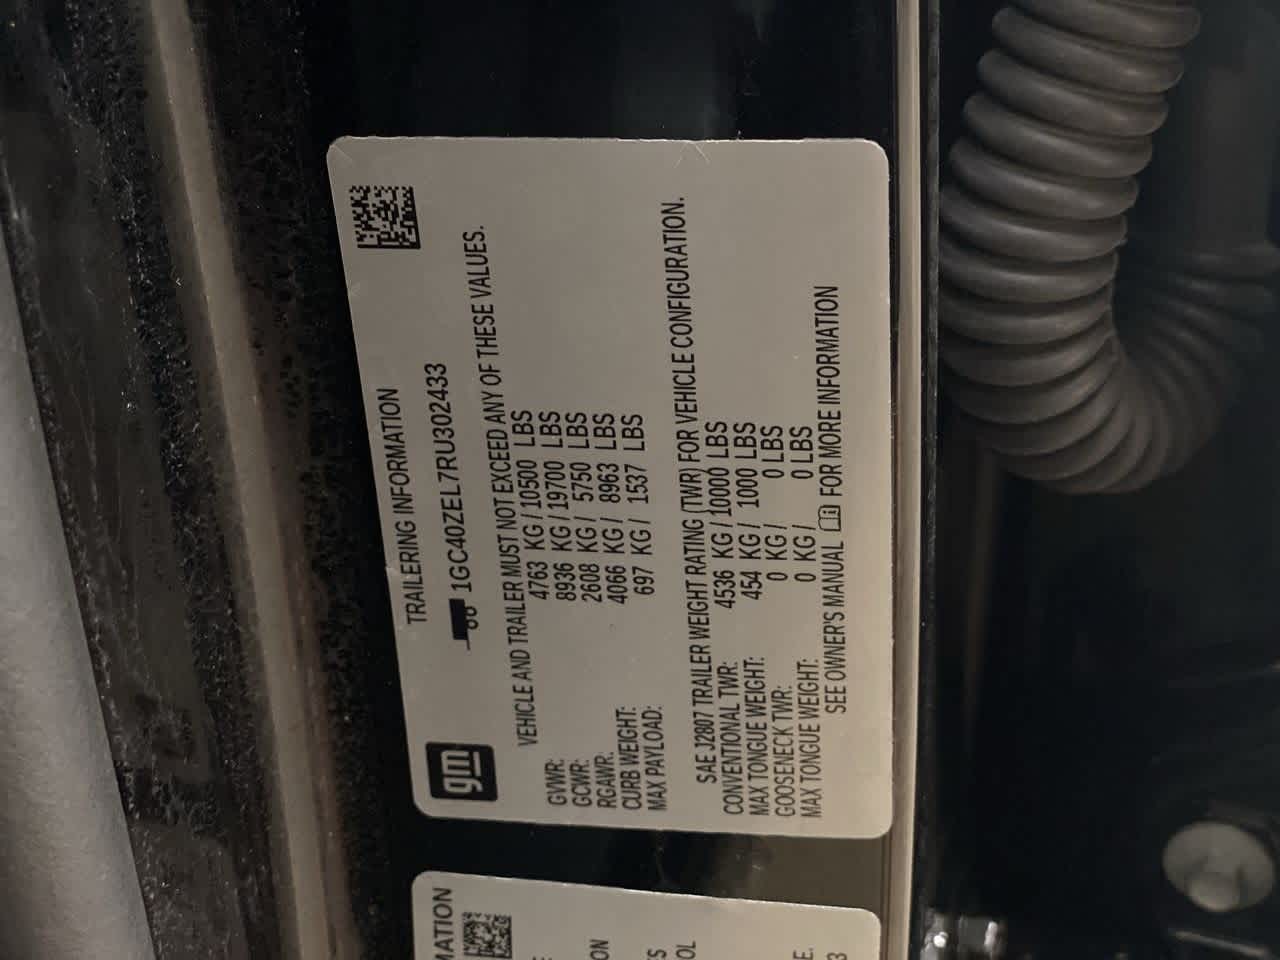 TRAILERING INFORMATION
gm
1GC40ZEL7RU302433
VEHICLE AND TRAILER MUST NOT EXCEED ANY OF THESE VALUES.
GVWR: 4763 KG / 10500 LBS
GCWR: 8936 KG / 19700 LBS
RGAWR: 2608 KG / 5750 LBS
CURB WEIGHT: 4066 KG / 8963 LBS
MAX PAYLOAD: 697 KG / 1537 LBS
SAE J2807 TRAILER WEIGHT RATING (TWR) FOR VEHICLE CONFIGURATION.
CONVENTIONAL TWR: 4536 KG / 10000 LBS
MAX TONGUE WEIGHT: 454 KG / 1000 LBS
GOOSENECK TWR: 0 KG / 0 LBS
MAX TONGUE WEIGHT: 0 KG / 0 LBS
SEE OWNER'S MANUAL FOR MORE INFORMATION
MATION
E
ON
S
OL
E.
3